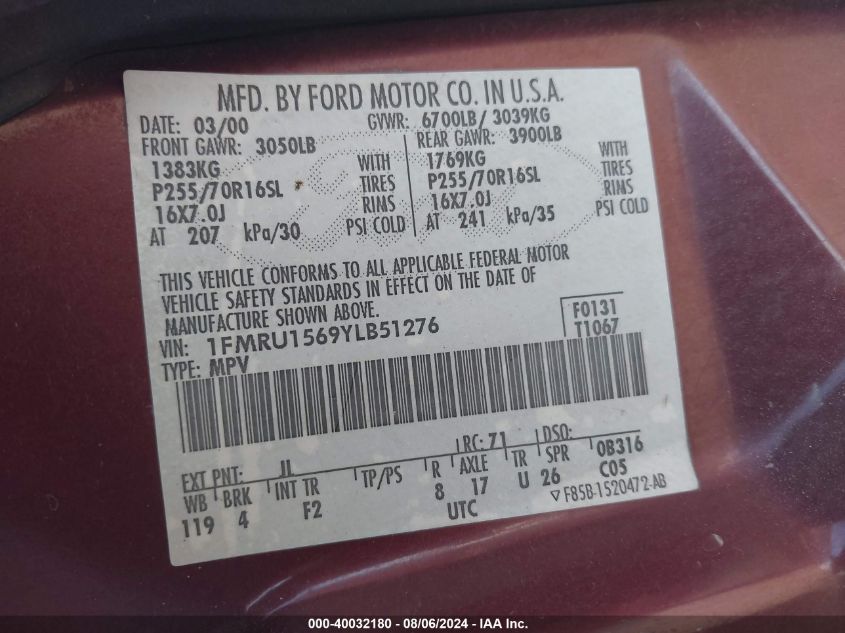 MFD. BY FORD MOTOR CO. IN U.S.A.
DATE: 03/00 GVWR: 6700LB/ 3039KG
FRONT GAWR: 3050LB REAR GAWR: 3900LB
1383KG WITH 1769KG WITH
P255/70R16SL TIRES P255/70R16SL TIRES
16X7.0J RIMS 16X7.0J RIMS
AT 207 kPa/30 PSI COLD AT 241 kPa/35 PSI COLD
THIS VEHICLE CONFORMS TO ALL APPLICABLE FEDERAL MOTOR
VEHICLE SAFETY STANDARDS IN EFFECT ON THE DATE OF
MANUFACTURE SHOWN ABOVE.
VIN: 1FMRU1569YLB51276 F0131
TYPE: MPV T1067
EXT PNT: JL RC: 71 DSO:
WB BRK INT TR TP/PS R AXLE TR SPR 0B316
119 4 F2 8 17 U 26 C05
UTC ▽F85B-1520472-AB
000-40032180 - 08/06/2024 - IAA Inc.